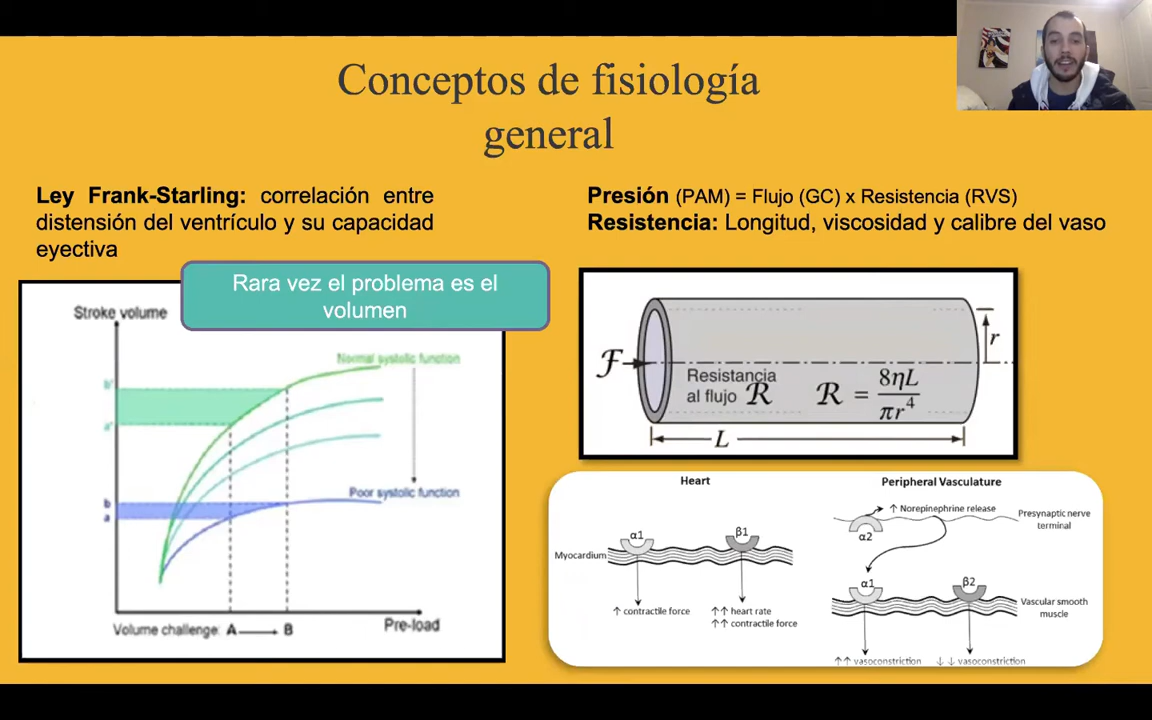 Conceptos de fisiología
general
Ley Frank-Starling: correlación entre
distensión del ventrículo y su capacidad
eyectiva
Rara vez el problema es el
volumen
Stroke volume
Normal systolic function
b'
a'
Poor systolic function
b
a
Volume challenge: A B
Pre-load
Presión (PAM) = Flujo (GC) x Resistencia (RVS)
Resistencia: Longitud, viscosidad y calibre del vaso
F
r
Resistancia
al flujo R
R = 8ηL / πr⁴
L
Heart
Peripheral Vasculature
↑ Norepinephrine release
Presynaptic nerve
terminal
α2
α1
β1
Myocardium
↑ contractile force
↑↑ heart rate
↑↑ contractile force
α1
β2
Vascular smooth
muscle
↑↑ vasoconstriction
↓ ↓ vasoconstriction